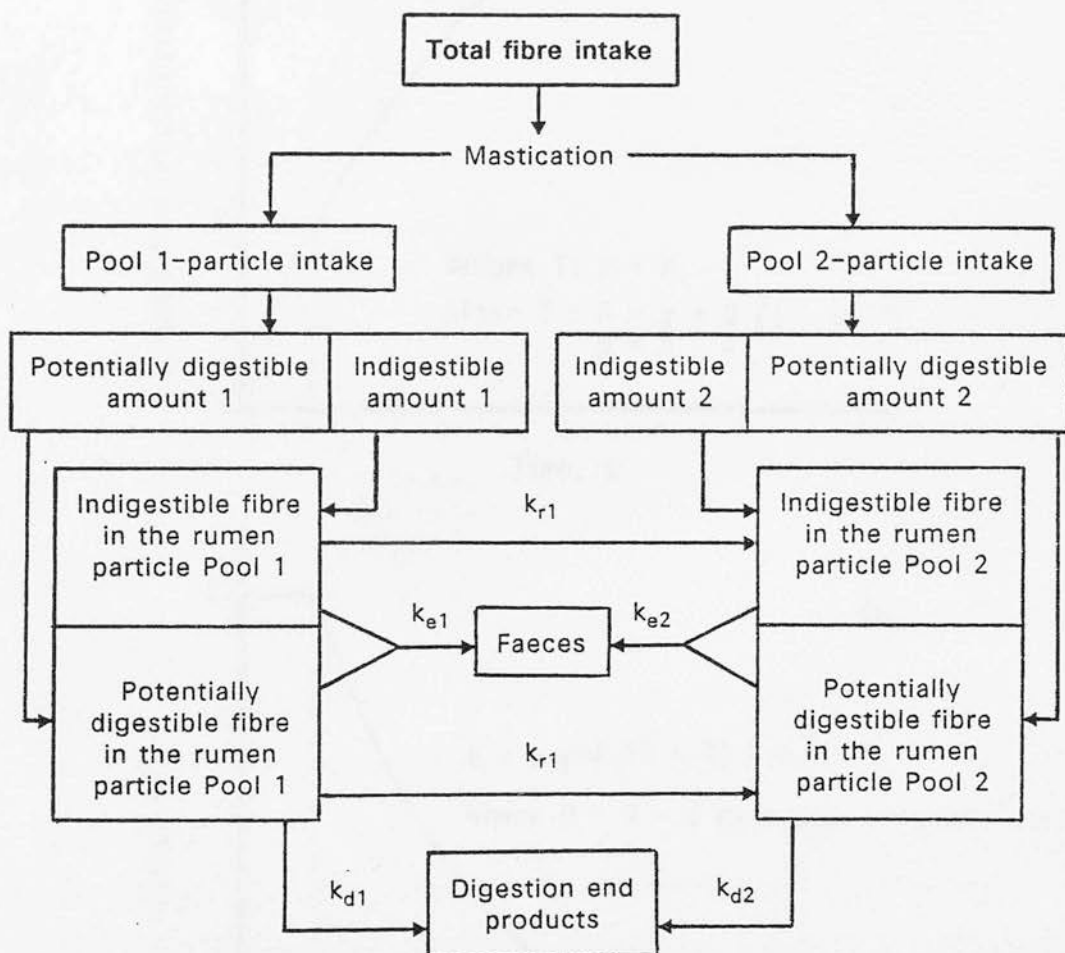 Total fibre intake
Mastication
Pool 1-particle intake
Pool 2-particle intake
Potentially digestible
amount 1
Indigestible
amount 1
Indigestible
amount 2
Potentially digestible
amount 2
Indigestible fibre
in the rumen
particle Pool 1
kr1
Indigestible fibre
in the rumen
particle Pool 2
ke1
Faeces
ke2
Potentially
digestible fibre
in the rumen
particle Pool 1
kr1
Potentially
digestible fibre
in the rumen
particle Pool 2
kd1
Digestion end
products
kd2